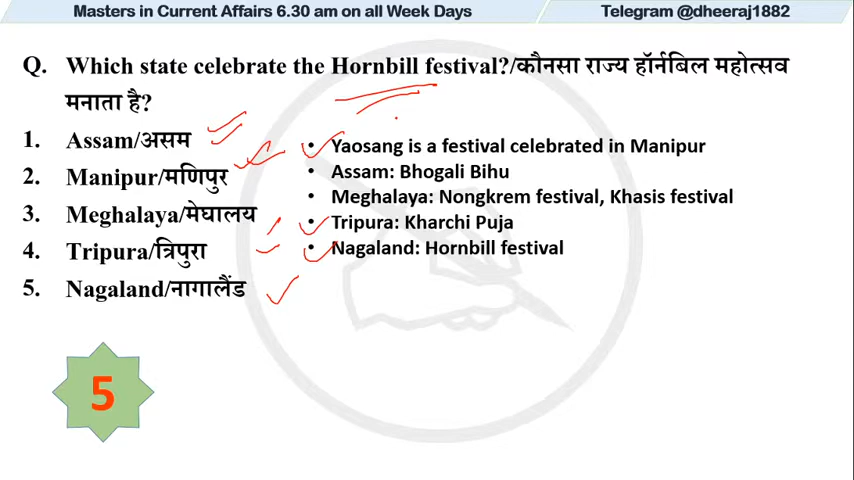 Masters in Current Affairs 6.30 am on all Week Days
Telegram @dheeraj1882
Q. Which state celebrate the Hornbill festival?/कौनसा राज्य हॉर्नबिल महोत्सव
मनाता है?
1. Assam/असम
2. Manipur/मणिपुर
3. Meghalaya/मेघालय
4. Tripura/त्रिपुरा
5. Nagaland/नागालैंड
• Yaosang is a festival celebrated in Manipur
• Assam: Bhogali Bihu
• Meghalaya: Nongkrem festival, Khasis festival
• Tripura: Kharchi Puja
• Nagaland: Hornbill festival
5